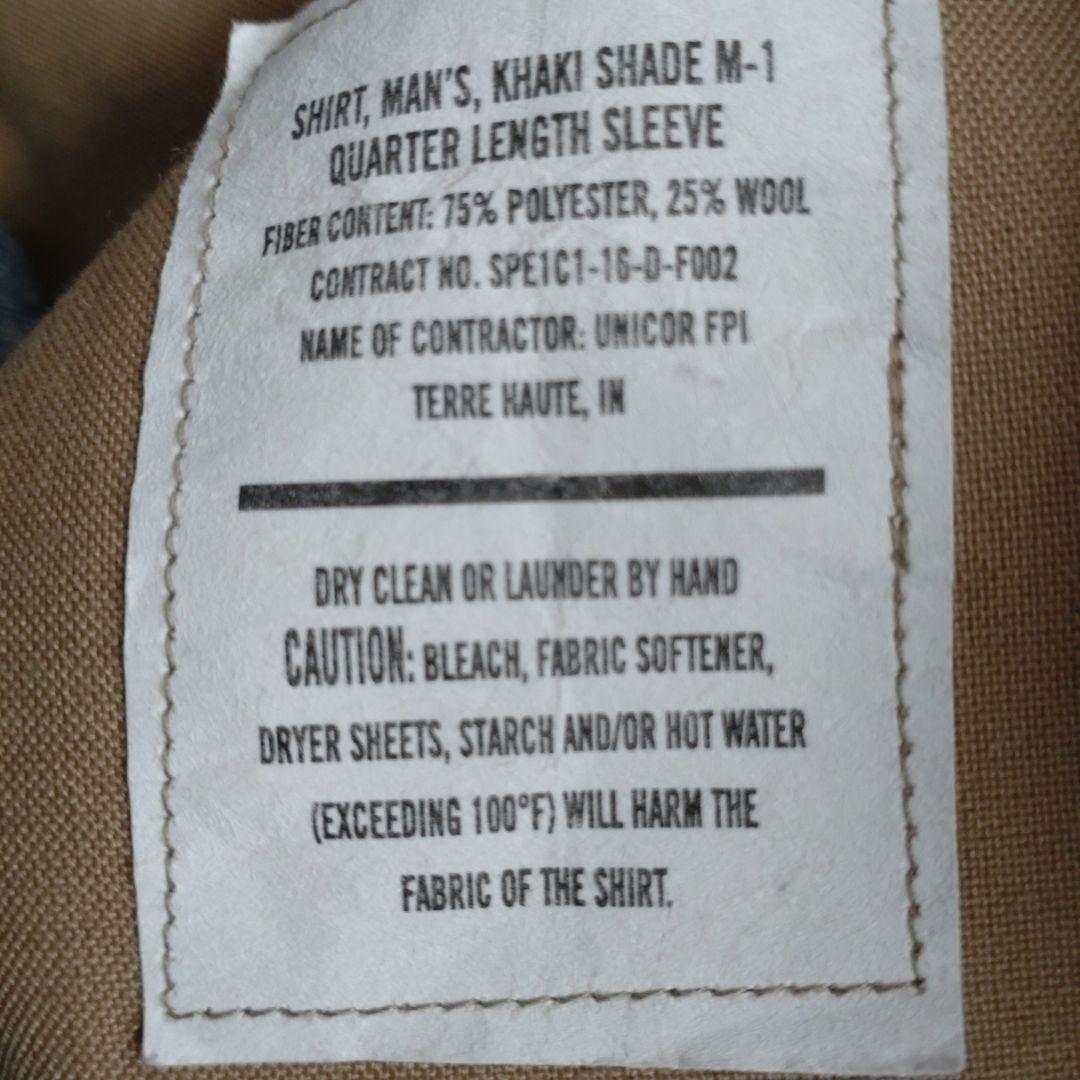 SHIRT, MAN'S, KHAKI SHADE M-1
QUARTER LENGTH SLEEVE
FIBER CONTENT: 75% POLYESTER, 25% WOOL
CONTRACT NO. SPE1C1-16-D-F002
NAME OF CONTRACTOR: UNICOR FPI
TERRE HAUTE, IN
DRY CLEAN OR LAUNDER BY HAND
CAUTION: BLEACH, FABRIC SOFTENER,
DRYER SHEETS, STARCH AND/OR HOT WATER
(EXCEEDING 100°F) WILL HARM THE
FABRIC OF THE SHIRT.